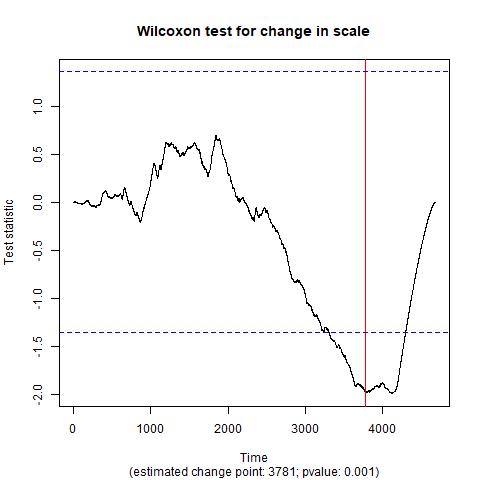 Wilcoxon test for change in scale
Test statistic
1.0
0.5
0.0
-0.5
-1.0
-1.5
-2.0
0 1000 2000 3000 4000
Time
(estimated change point: 3781; pvalue: 0.001)